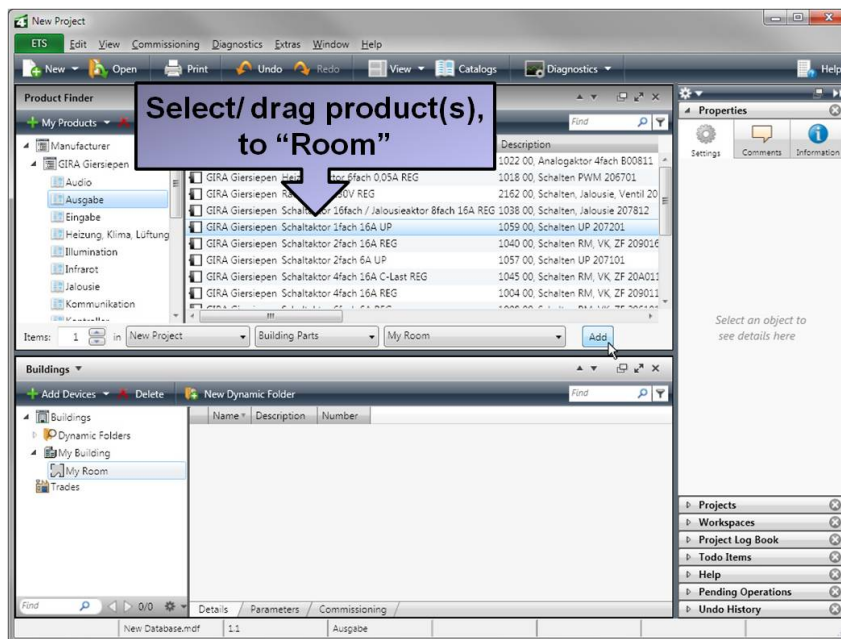 New Project
ETS Edit View Commissioning Diagnostics Extras Window Help
New Open Print Undo Redo View Catalogs Diagnostics Help
Product Finder
My Products
Find
Select/drag product(s),
to "Room"
Manufacturer
GIRA Giersiepen
Audio
Ausgabe
Eingabe
Heizung, Klima, Lüftung
Illumination
Infrarot
Jalousie
Kommunikation
Description
1022 00, Analogaktor 4fach B00811
GIRA Giersiepen 6fach 0,05A REG 1018 00, Schalten PWM 206701
GIRA Giersiepen REG 2162 00, Schalten, Jalousie, Ventil 20
GIRA Giersiepen Schaltaktor 16fach / Jalousieaktor 8fach 16A REG 1038 00, Schalten, Jalousie 207812
GIRA Giersiepen Schaltaktor 1fach 16A UP 1059 00, Schalten UP 207201
GIRA Giersiepen Schaltaktor 2fach 16A REG 1040 00, Schalten RM, VK, ZF 209016
GIRA Giersiepen Schaltaktor 2fach 6A UP 1057 00, Schalten UP 207101
GIRA Giersiepen Schaltaktor 4fach 16A C-Last REG 1045 00, Schalten RM, VK, ZF 20A011
GIRA Giersiepen Schaltaktor 4fach 16A REG 1004 00, Schalten RM, VK, ZF 209011
Items: 1 in New Project Building Parts My Room Add
Buildings
Add Devices Delete New Dynamic Folder Find
Buildings
Dynamic Folders
My Building
My Room
Trades
Name Description Number
Find 0/0
Details Parameters Commissioning
New Database.mdf 1.1 Ausgabe
Properties
Settings Comments Information
Select an object to
see details here
Projects
Workspaces
Project Log Book
Todo Items
Help
Pending Operations
Undo History